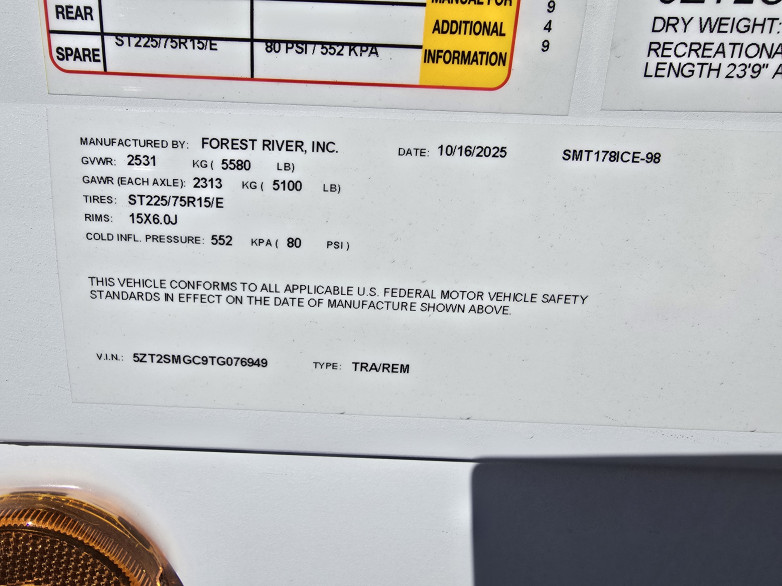 REAR
SPARE
ST225/75R15/E
80 PSI / 552 KPA
MANUAL FOR
ADDITIONAL
INFORMATION
9
4
9
DRY WEIGHT:
RECREATIONA
LENGTH 23'9" A
MANUFACTURED BY: FOREST RIVER, INC. DATE: 10/16/2025 SMT178ICE-98
GVWR: 2531 KG ( 5580 LB)
GAWR (EACH AXLE): 2313 KG ( 5100 LB)
TIRES: ST225/75R15/E
RIMS: 15X6.0J
COLD INFL. PRESSURE: 552 KPA ( 80 PSI )
THIS VEHICLE CONFORMS TO ALL APPLICABLE U.S. FEDERAL MOTOR VEHICLE SAFETY
STANDARDS IN EFFECT ON THE DATE OF MANUFACTURE SHOWN ABOVE.
V.I.N.: 5ZT2SMGC9TG076949 TYPE: TRA/REM